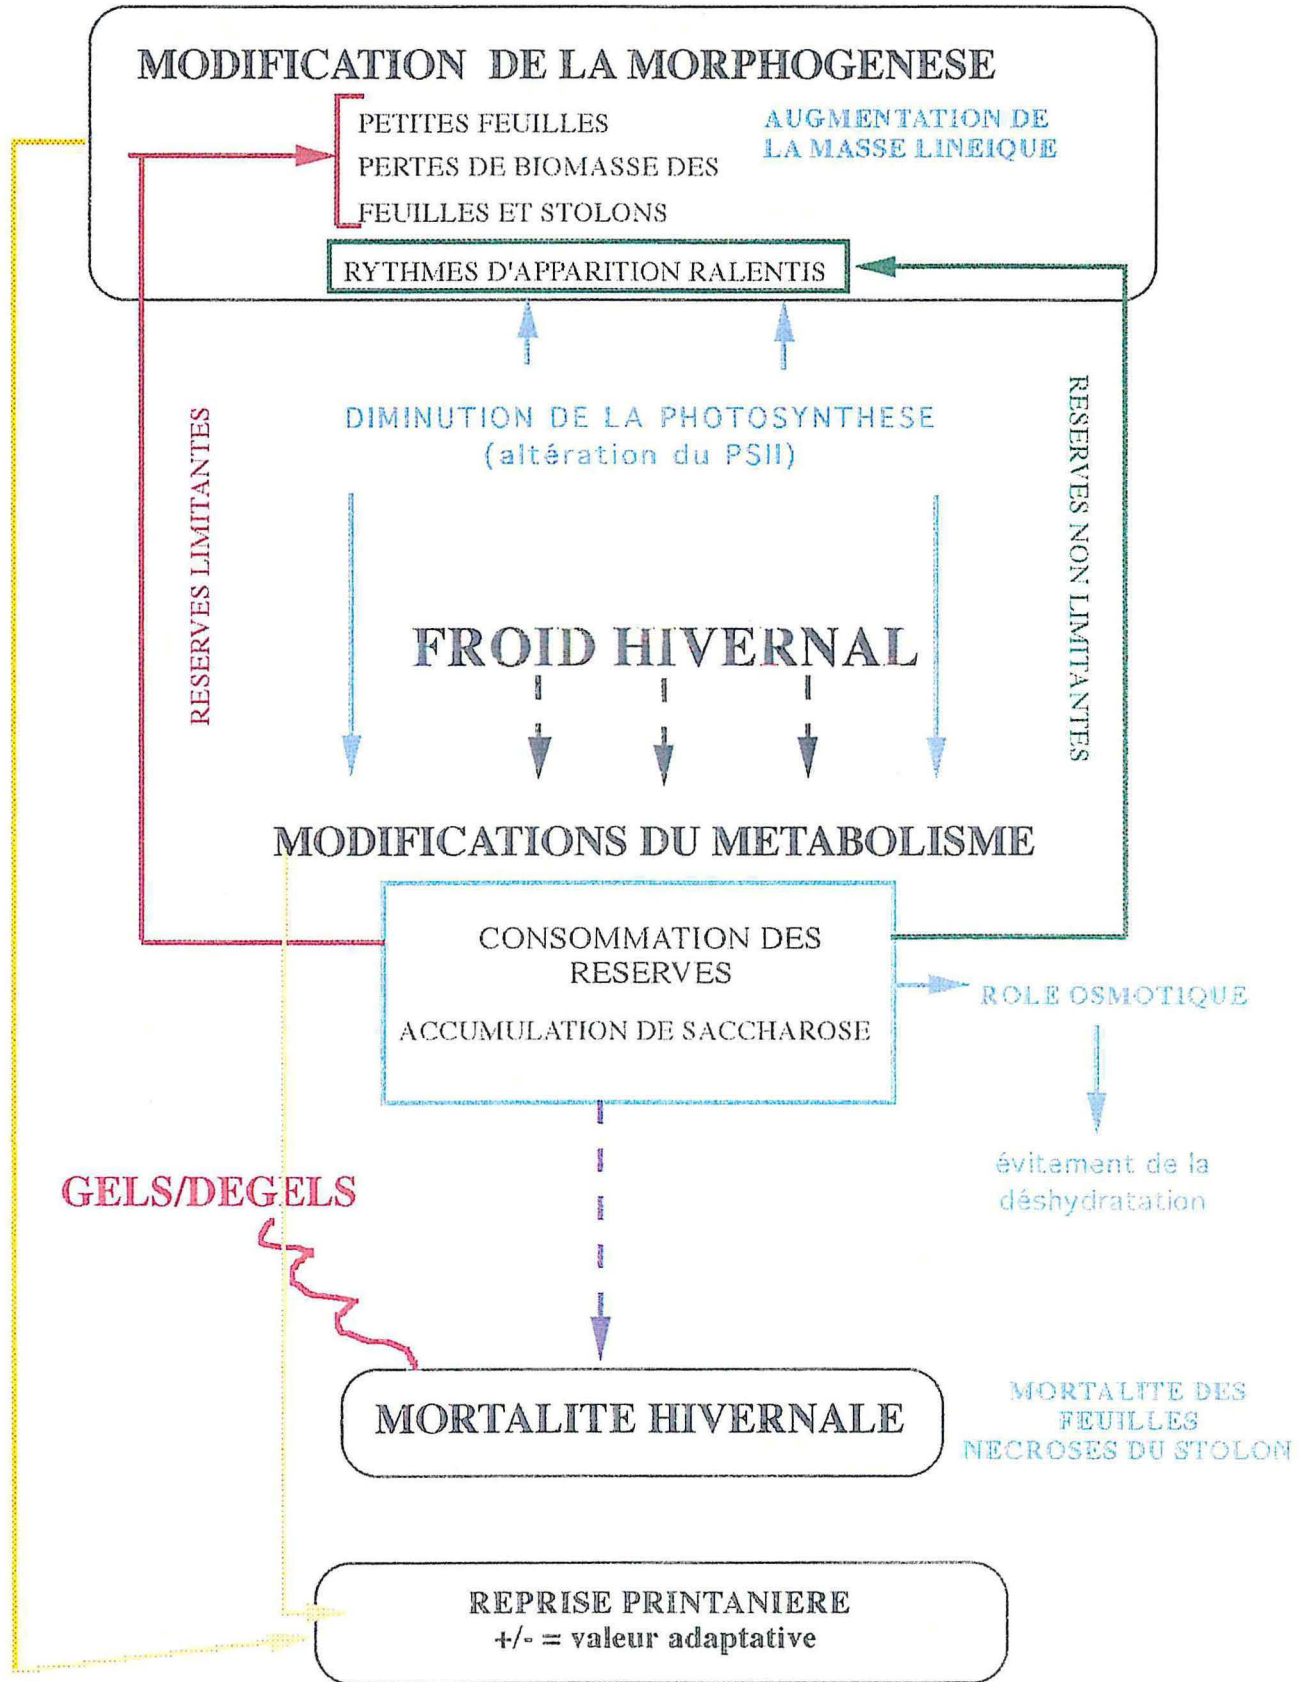 MODIFICATION DE LA MORPHOGENESE
PETITES FEUILLES
PERTES DE BIOMASSE DES
FEUILLES ET STOLONS
AUGMENTATION DE
LA MASSE LINEIQUE
RYTHMES D'APPARITION RALENTIS
RESERVES LIMITANTES
DIMINUTION DE LA PHOTOSYNTHESE
(altération du PSII)
RESERVES NON LIMITANTES
FROID HIVERNAL
MODIFICATIONS DU METABOLISME
CONSOMMATION DES
RESERVES
ACCUMULATION DE SACCHAROSE
ROLE OSMOTIQUE
évitement de la
déshydratation
GELS/DEGELS
MORTALITE HIVERNALE
MORTALITE DES
FEUILLES
NECROSES DU STOLON
REPRISE PRINTANIERE
+/- = valeur adaptative